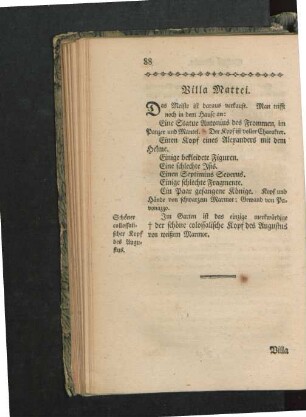 88
Villa Mattei.
Das Meiste ist daraus verkauft. Man trifft
noch in dem Hause an:
Eine Statue Antonins des Frommen, im
Panzer und Mantel. Der Kopf ist voller Charakter.
Einen Kopf eines Alexanders mit dem
Helme.
Einige bekleidete Figuren.
Eine schlechte Isis.
Einen Septimius Severus.
Einige schlechte Fragmente.
Ein Paar gefangene Könige. Kopf und
Hände von schwarzem Marmor; Gewand von Pa-
vonazzo.
Schöner
colossali-
scher Kopf
des Augu-
stus.
Im Garten ist das einzige merkwürdige
† der schöne colossalische Kopf des Augustus
von weißem Marmor.
Villa